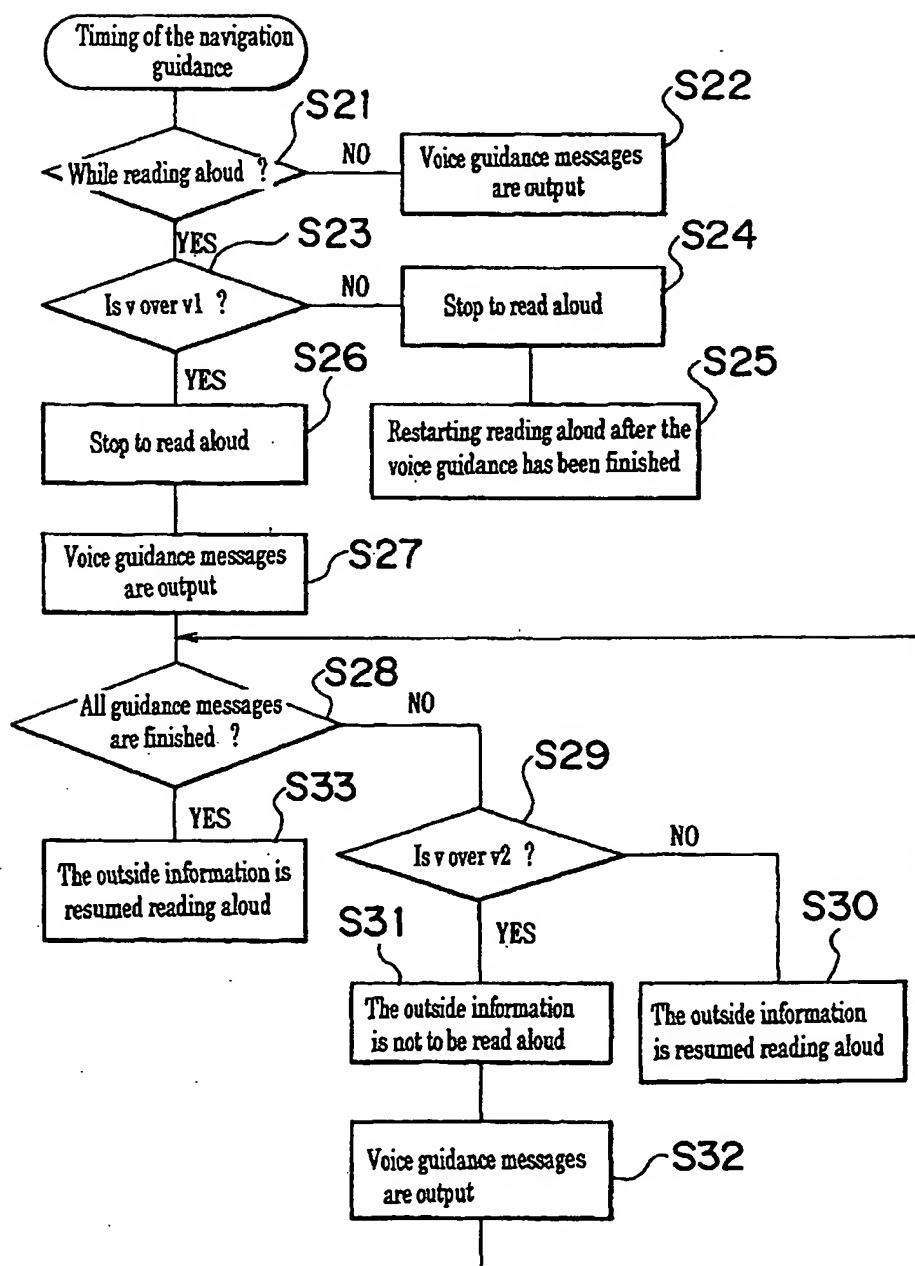 Timing of the navigation
guidance
S21
While reading aloud ?
NO
S22
Voice guidance messages
are output
YES
S23
Is v over v1 ?
NO
S24
Stop to read aloud
S25
Restarting reading aloud after the
voice guidance has been finished
YES
S26
Stop to read aloud
S27
Voice guidance messages
are output
S28
All guidance messages
are finished ?
NO
YES
S33
The outside information is
resumed reading aloud
S29
Is v over v2 ?
NO
S30
The outside information
is resumed reading aloud
YES
S31
The outside information
is not to be read aloud
S32
Voice guidance messages
are output